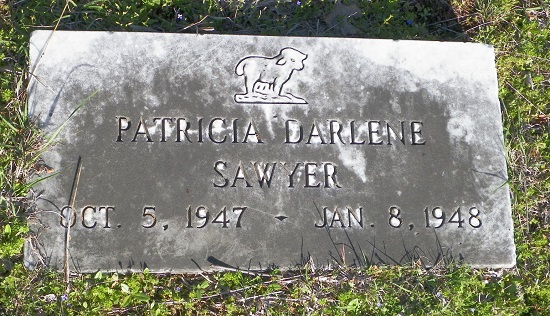 PATRICIA DARLENE
SAWYER
OCT. 5, 1947 - JAN. 8, 1948